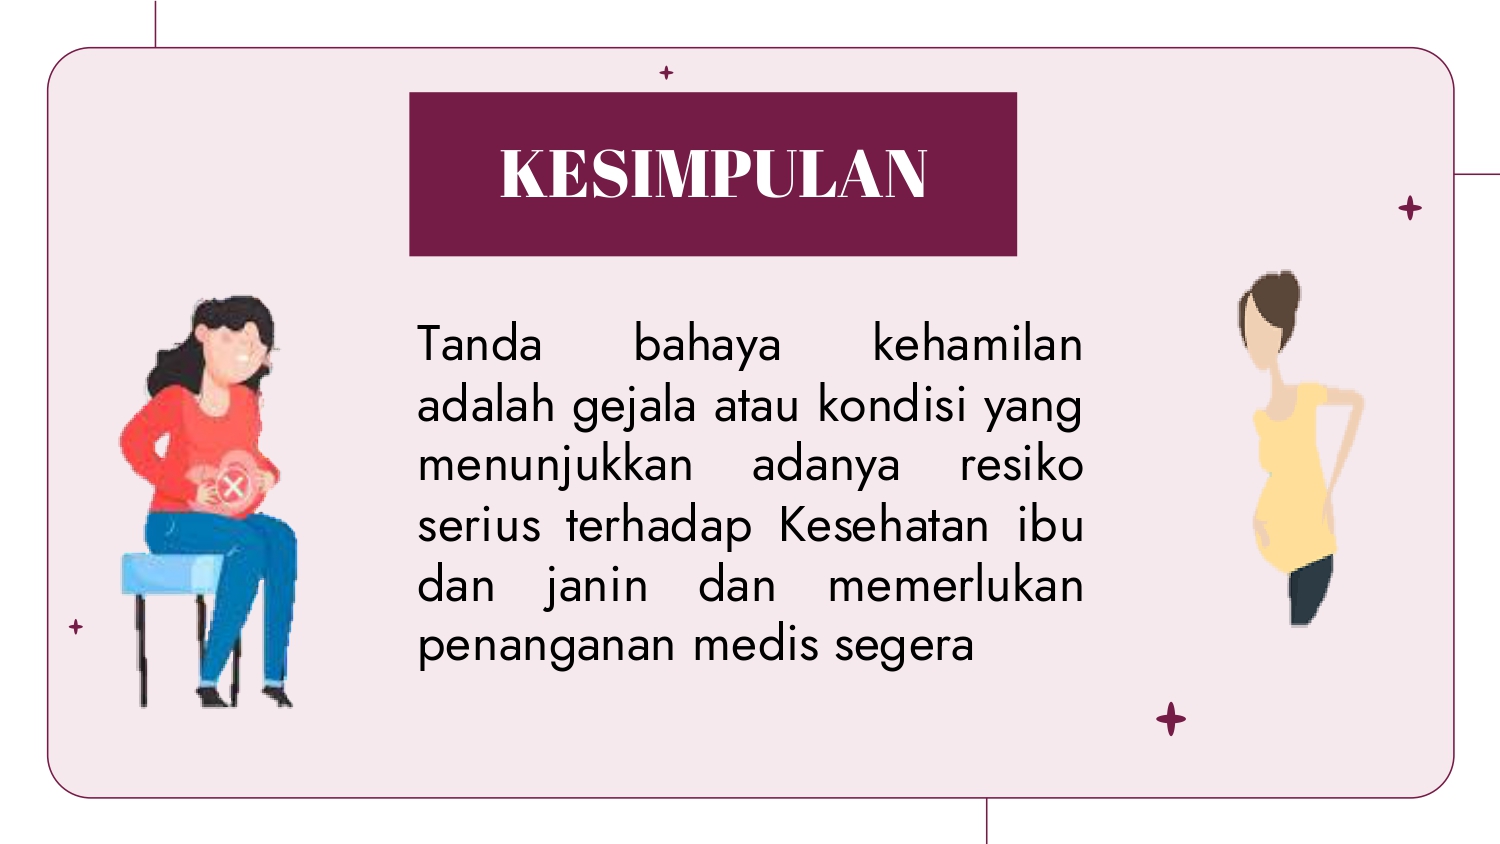 KESIMPULAN
Tanda bahaya kehamilan
adalah gejala atau kondisi yang
menunjukkan adanya resiko
serius terhadap Kesehatan ibu
dan janin dan memerlukan
penanganan medis segera